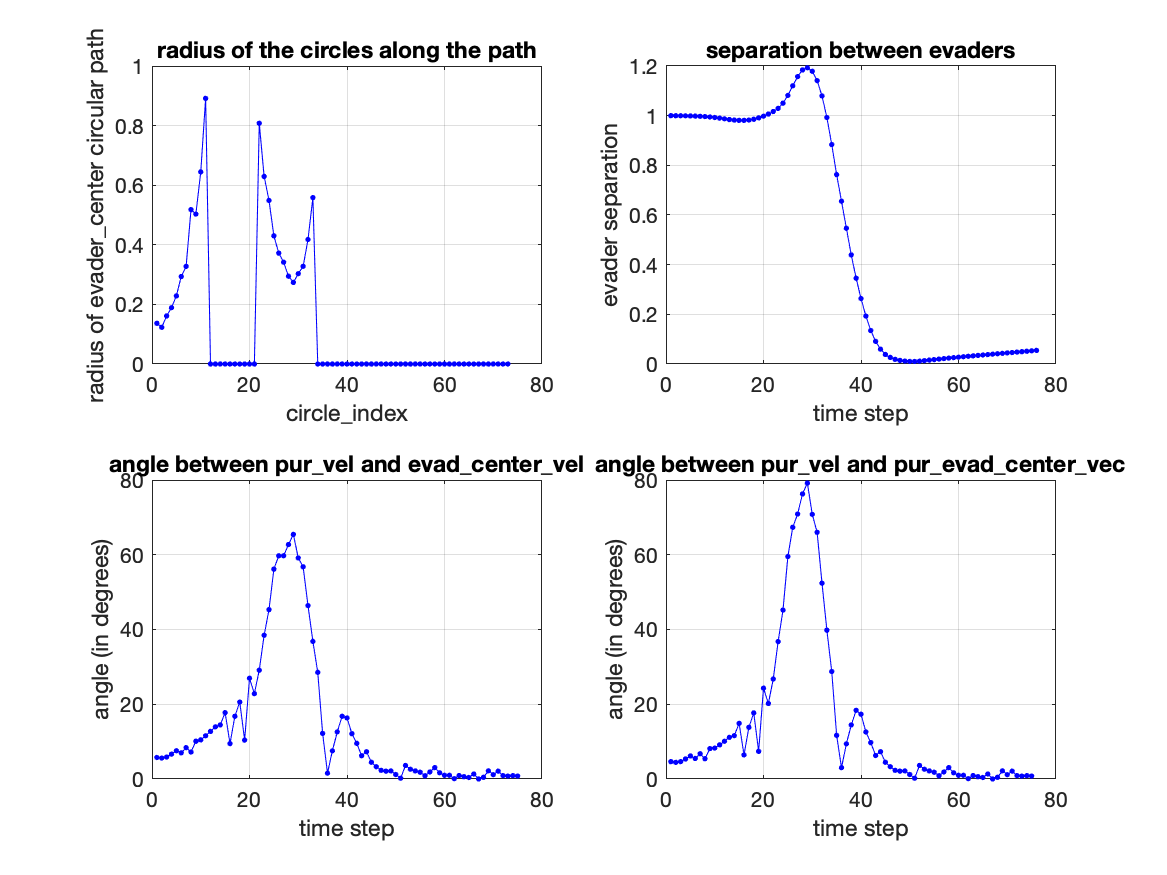 radius of the circles along the path
radius of evader_center circular path
1
0.8
0.6
0.4
0.2
0
0 20 40 60 80
circle_index
separation between evaders
evader separation
1.2
1
0.8
0.6
0.4
0.2
0
0 20 40 60 80
time step
angle between pur_vel and evad_center_vel
angle (in degrees)
80
60
40
20
0
0 20 40 60 80
time step
angle between pur_vel and pur_evad_center_vec
angle (in degrees)
80
60
40
20
0
0 20 40 60 80
time step